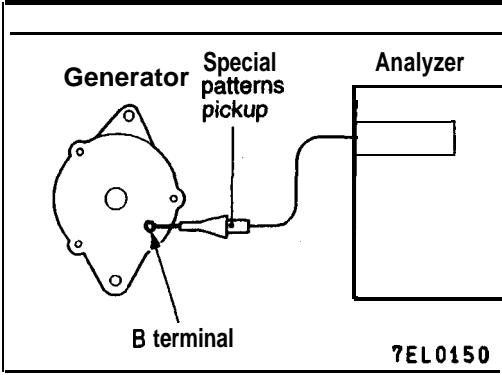 Generator
Special
patterns
pickup
Analyzer
B terminal
7EL0150